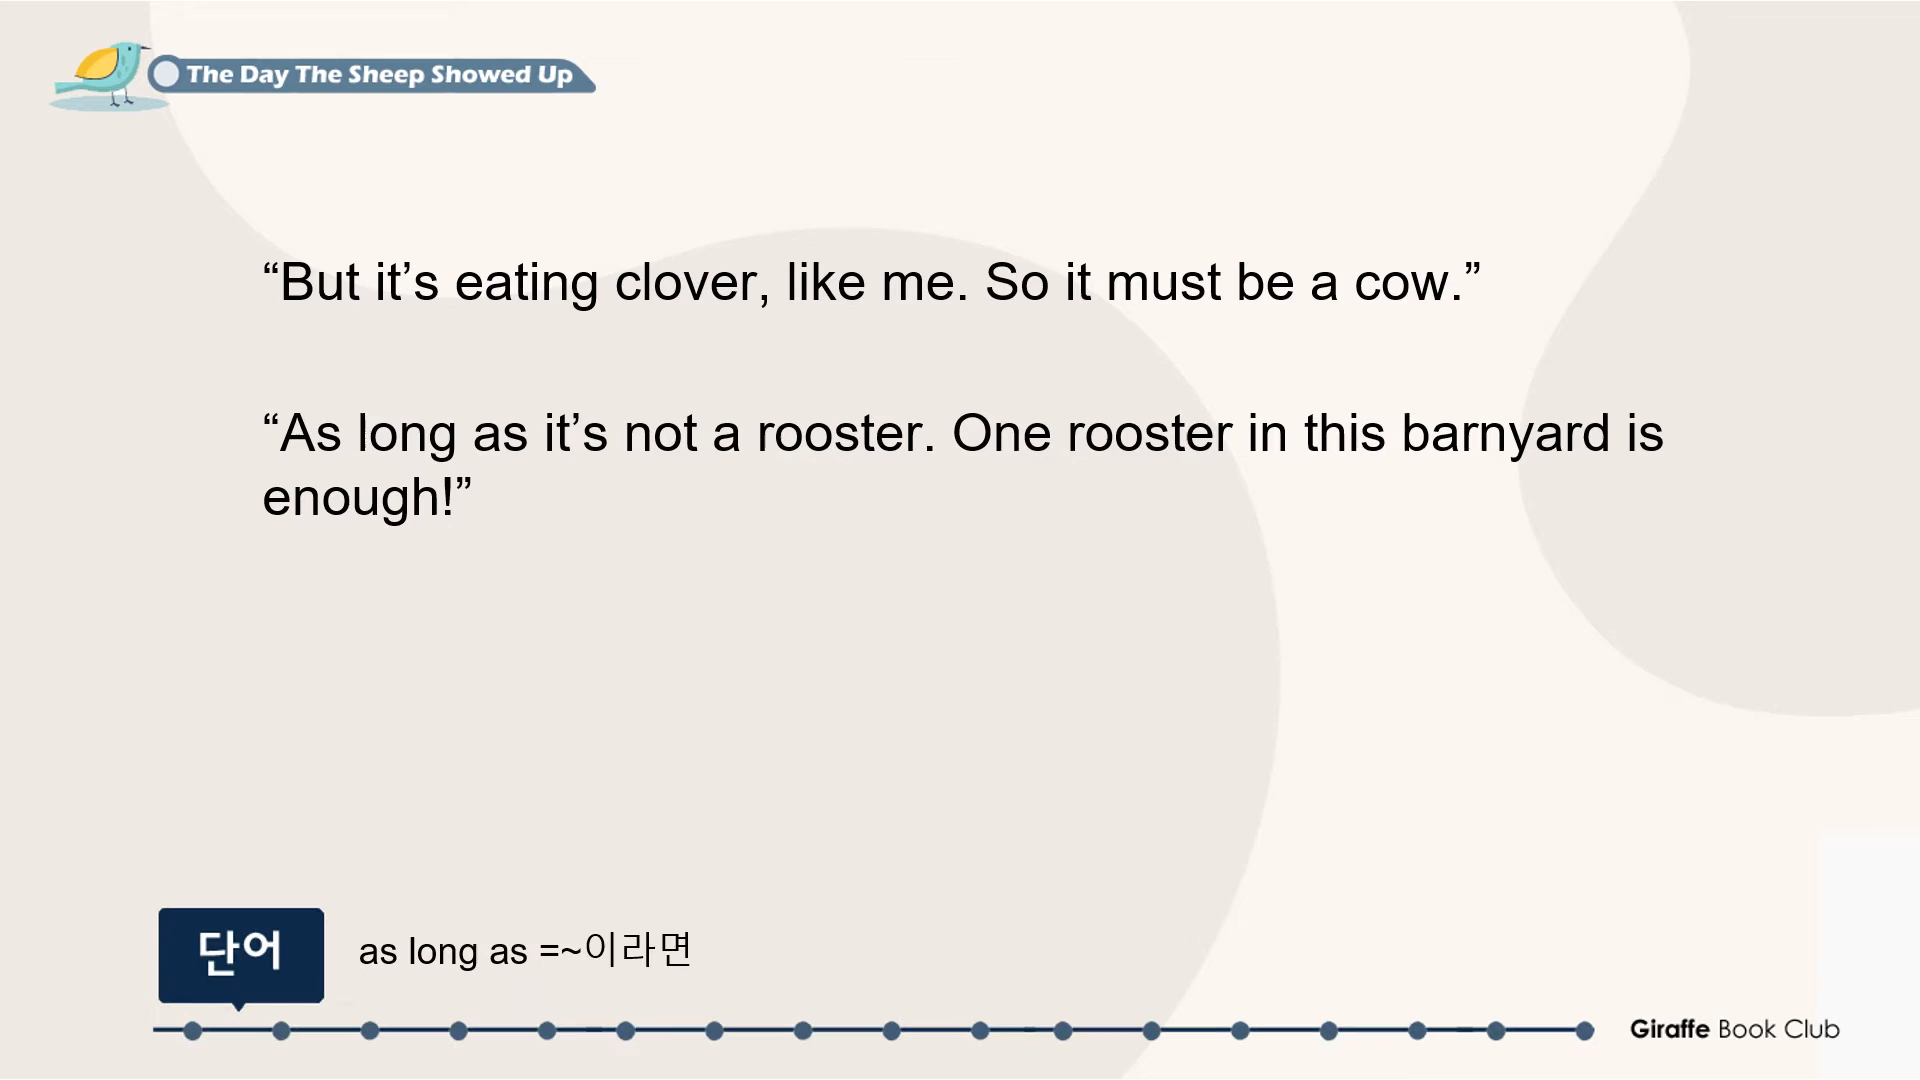 The Day The Sheep Showed Up
“But it’s eating clover, like me. So it must be a cow.”
“As long as it’s not a rooster. One rooster in this barnyard is
enough!”
단어
as long as =~이라면
Giraffe Book Club